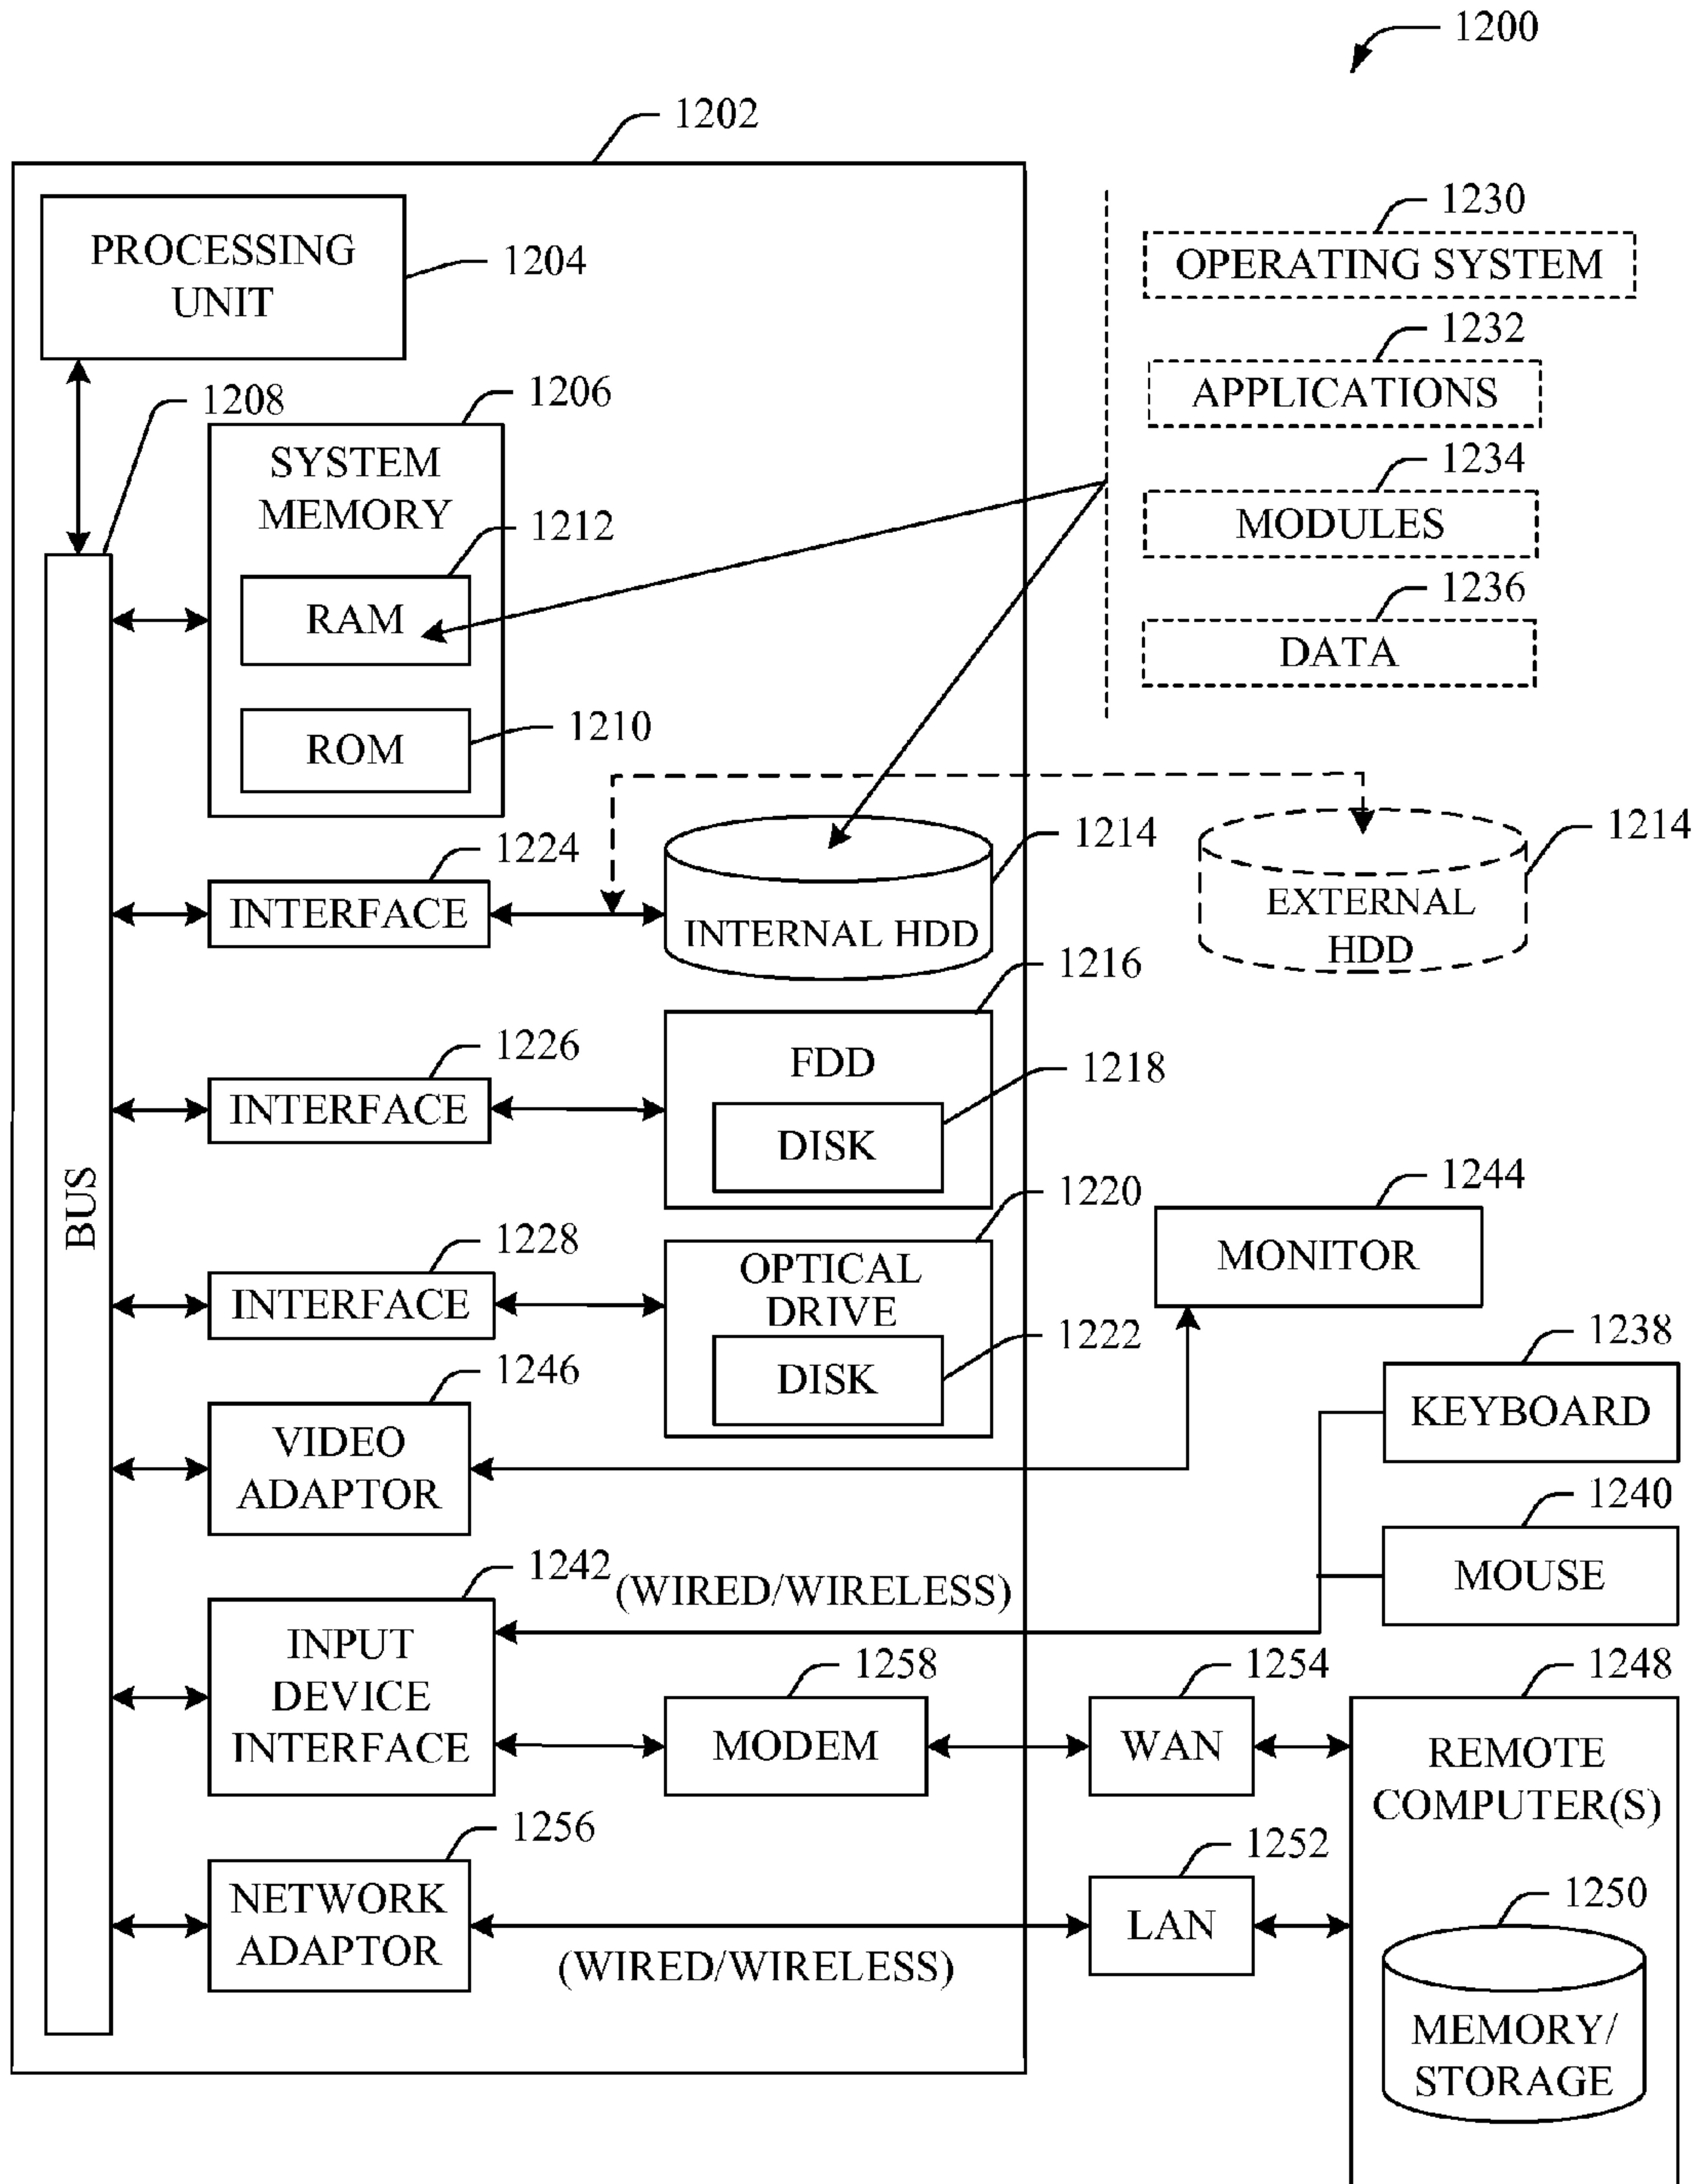 1200
1202
PROCESSING
UNIT
1204
1230
OPERATING SYSTEM
1232
APPLICATIONS
1234
MODULES
1236
DATA
1208
1206
SYSTEM
MEMORY
1212
RAM
1210
ROM
1224
INTERFACE
1214
INTERNAL HDD
1214
EXTERNAL
HDD
1216
FDD
1226
INTERFACE
1218
DISK
BUS
1220
OPTICAL
DRIVE
1228
INTERFACE
1222
DISK
1244
MONITOR
1246
VIDEO
ADAPTOR
1238
KEYBOARD
1240
MOUSE
1242
(WIRED/WIRELESS)
INPUT
DEVICE
INTERFACE
1258
MODEM
1254
WAN
1248
REMOTE
COMPUTER(S)
1256
NETWORK
ADAPTOR
(WIRED/WIRELESS)
1252
LAN
1250
MEMORY/
STORAGE